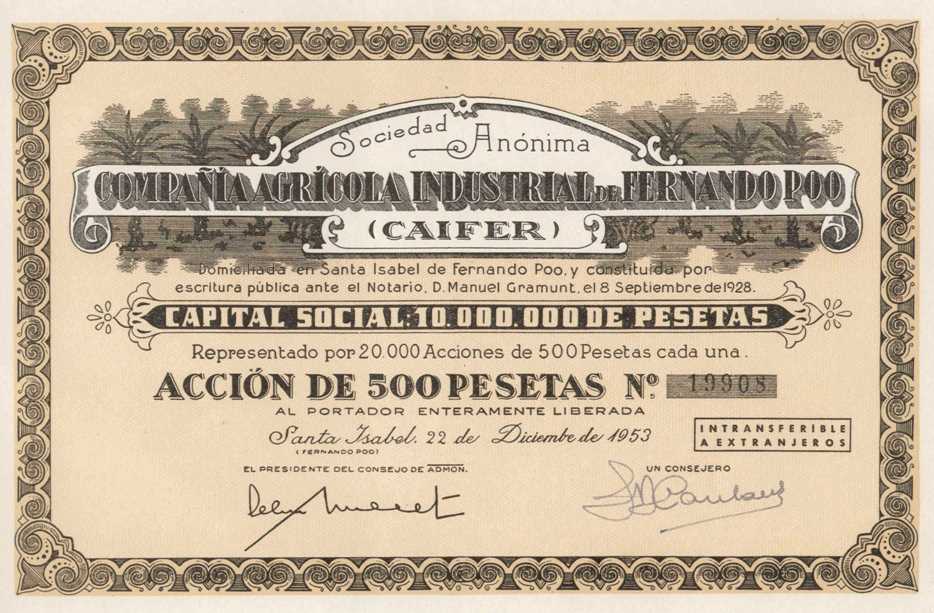 Sociedad Anónima
COMPAÑIA AGRÍCOLA INDUSTRIAL DE FERNANDO POO
(CAIFER)
Domiciliada en Santa Isabel de Fernando Poo, y constituída por
escritura pública ante el Notario, D. Manuel Gramunt, el 8 Septiembre de 1928.
CAPITAL SOCIAL: 10.000.000 DE PESETAS
Representado por 20.000 Acciones de 500 Pesetas cada una.
ACCIÓN DE 500 PESETAS Nº. 19908
AL PORTADOR ENTERAMENTE LIBERADA
Santa Isabel, 22 de Diciembre de 1953
(FERNANDO POO)
INTRANSFERIBLE
A EXTRANJEROS
EL PRESIDENTE DEL CONSEJO DE ADMON.
UN CONSEJERO